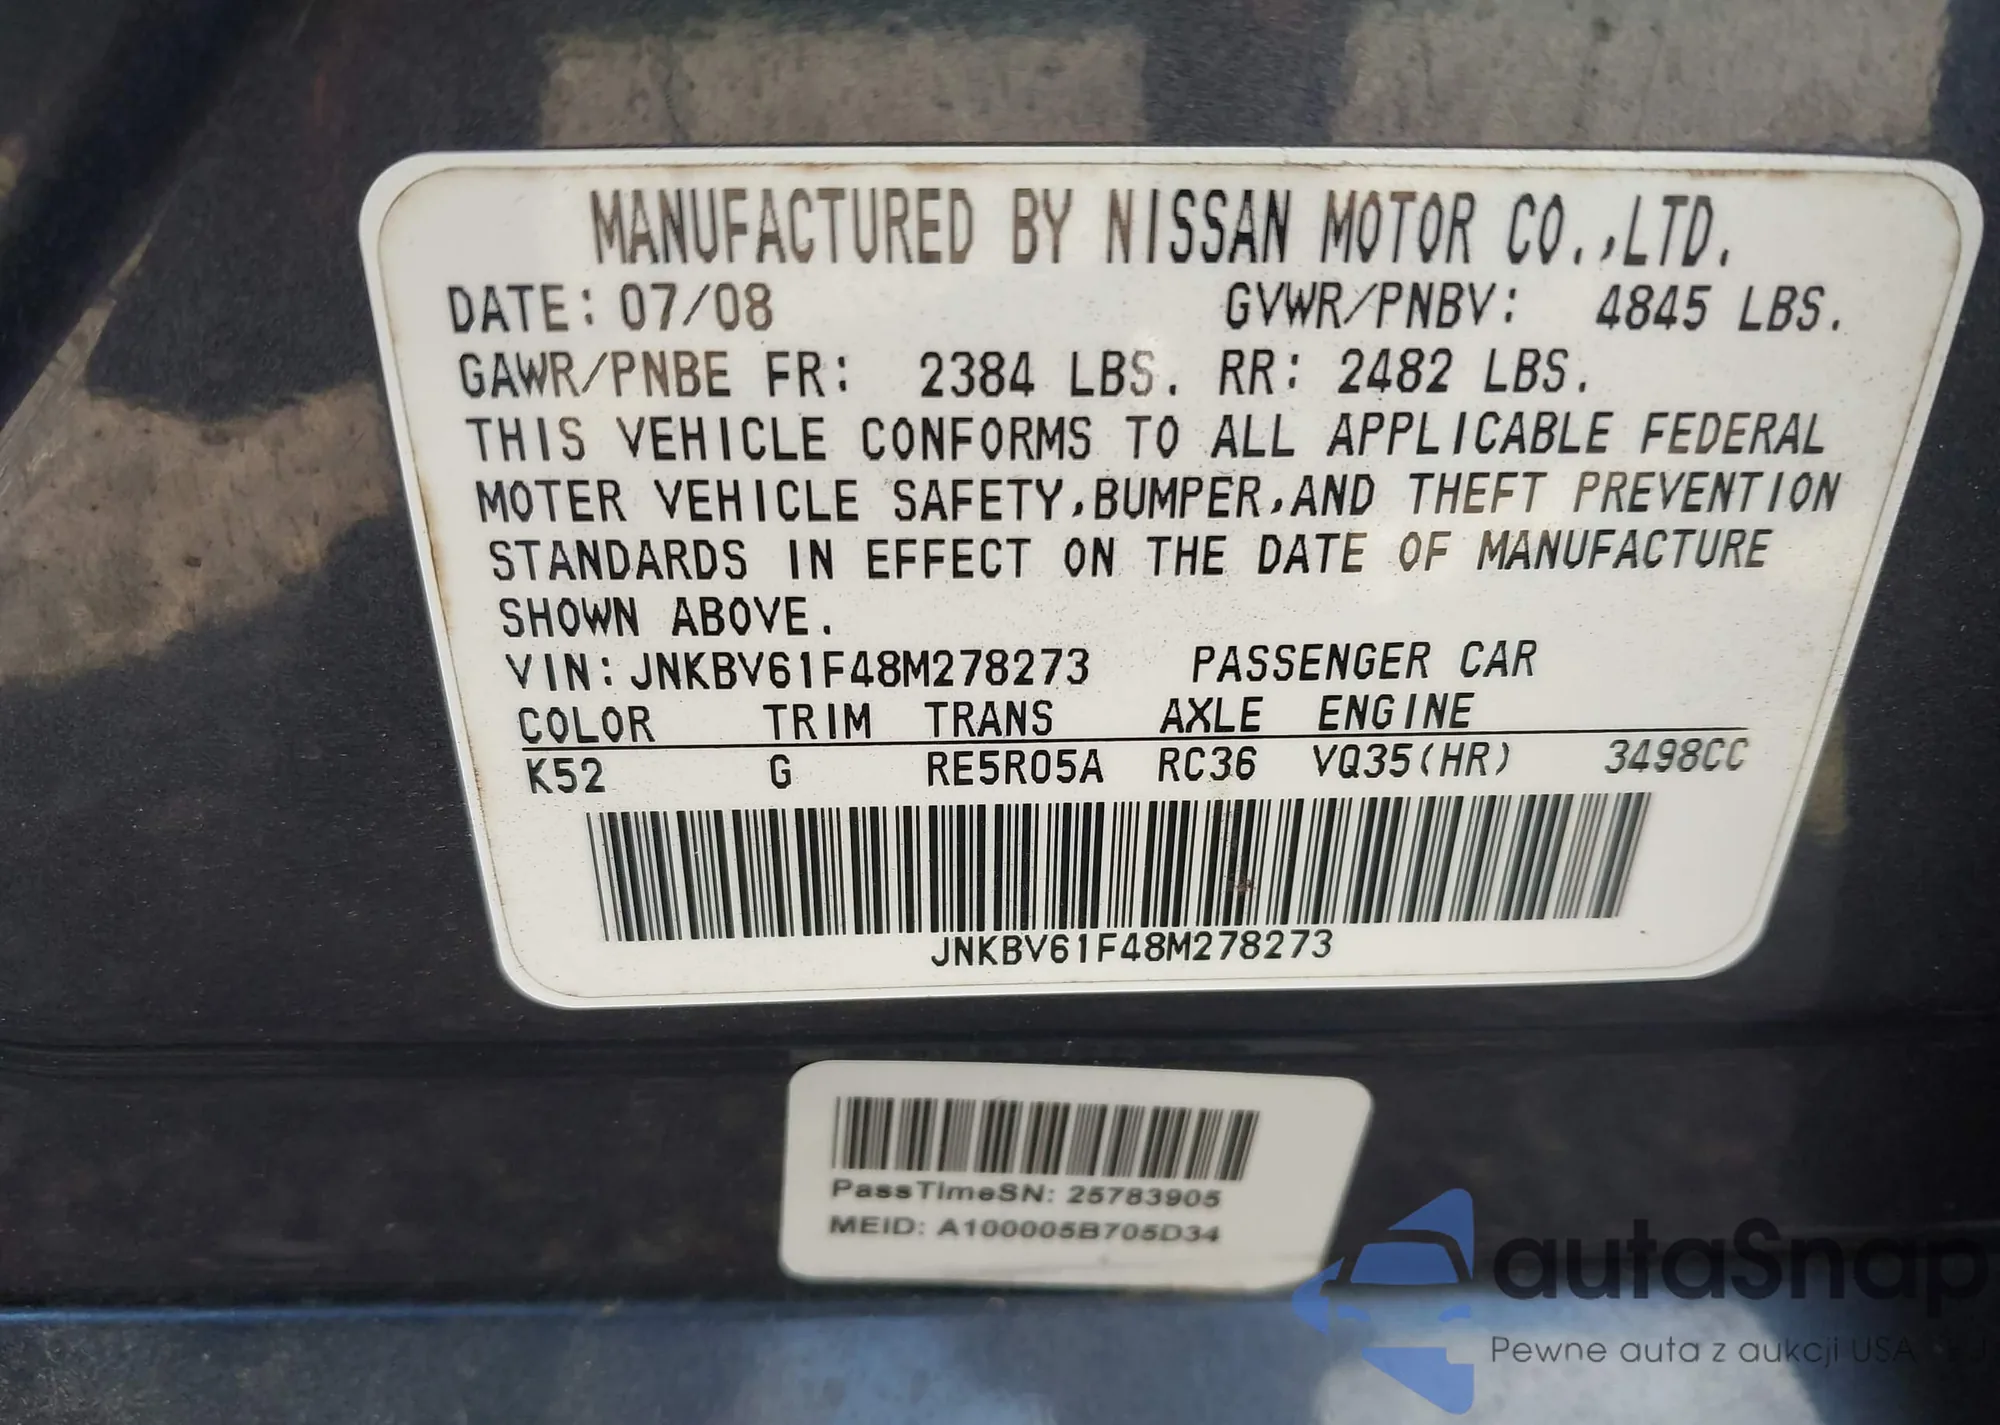 MANUFACTURED BY NISSAN MOTOR CO.,LTD.
DATE: 07/08 GVWR/PNBV: 4845 LBS.
GAWR/PNBE FR: 2384 LBS. RR: 2482 LBS.
THIS VEHICLE CONFORMS TO ALL APPLICABLE FEDERAL
MOTER VEHICLE SAFETY,BUMPER,AND THEFT PREVENTION
STANDARDS IN EFFECT ON THE DATE OF MANUFACTURE
SHOWN ABOVE.
VIN:JNKBV61F48M278273 PASSENGER CAR
COLOR TRIM TRANS AXLE ENGINE
K52 G RE5R05A RC36 VQ35(HR) 3498CC
JNKBV61F48M278273
PassTimeSN: 25783905
MEID: A100005B705D34
autaSnap
Pewne auta z aukcji USA